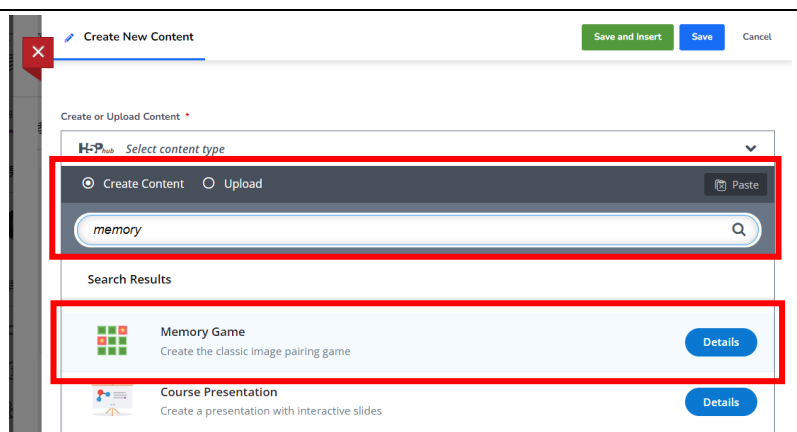 Create New Content
Save and Insert
Save
Cancel
Create or Upload Content *
H5Phub Select content type
Create Content
Upload
Paste
memory
Search Results
Memory Game
Create the classic image pairing game
Details
Course Presentation
Create a presentation with interactive slides
Details